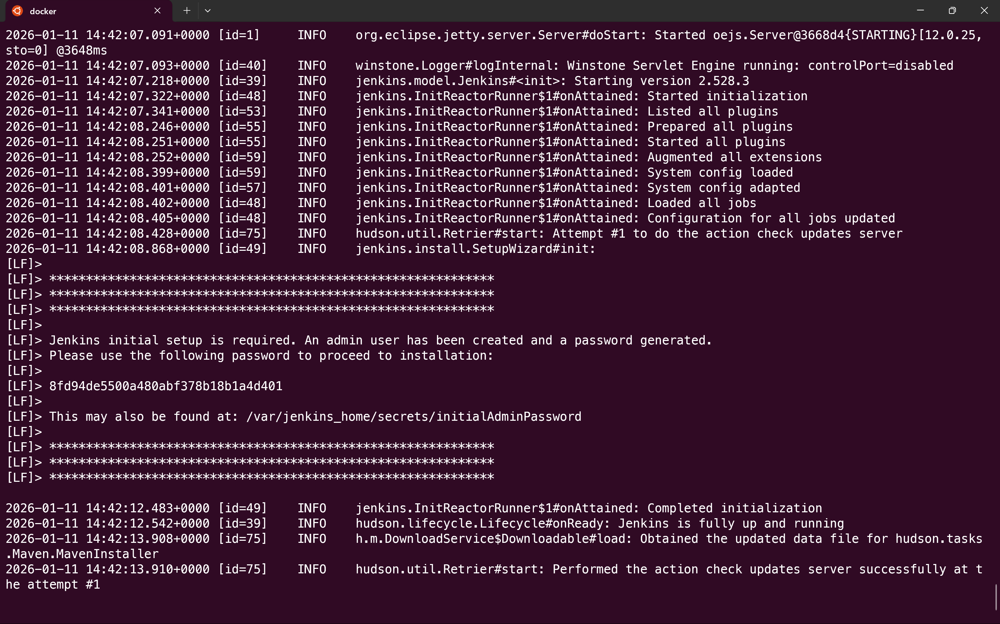 docker
2026-01-11 14:42:07.091+0000 [id=1]     INFO    org.eclipse.jetty.server.Server#doStart: Started oejs.Server@3668d4{STARTING}[12.0.25,
sto=0] @3648ms
2026-01-11 14:42:07.093+0000 [id=40]    INFO    winstone.Logger#logInternal: Winstone Servlet Engine running: controlPort=disabled
2026-01-11 14:42:07.218+0000 [id=39]    INFO    jenkins.model.Jenkins#<init>: Starting version 2.528.3
2026-01-11 14:42:07.322+0000 [id=48]    INFO    jenkins.InitReactorRunner$1#onAttained: Started initialization
2026-01-11 14:42:07.341+0000 [id=53]    INFO    jenkins.InitReactorRunner$1#onAttained: Listed all plugins
2026-01-11 14:42:08.246+0000 [id=55]    INFO    jenkins.InitReactorRunner$1#onAttained: Prepared all plugins
2026-01-11 14:42:08.251+0000 [id=55]    INFO    jenkins.InitReactorRunner$1#onAttained: Started all plugins
2026-01-11 14:42:08.252+0000 [id=59]    INFO    jenkins.InitReactorRunner$1#onAttained: Augmented all extensions
2026-01-11 14:42:08.399+0000 [id=59]    INFO    jenkins.InitReactorRunner$1#onAttained: System config loaded
2026-01-11 14:42:08.401+0000 [id=57]    INFO    jenkins.InitReactorRunner$1#onAttained: System config adapted
2026-01-11 14:42:08.402+0000 [id=48]    INFO    jenkins.InitReactorRunner$1#onAttained: Loaded all jobs
2026-01-11 14:42:08.405+0000 [id=48]    INFO    jenkins.InitReactorRunner$1#onAttained: Configuration for all jobs updated
2026-01-11 14:42:08.428+0000 [id=75]    INFO    hudson.util.Retrier#start: Attempt #1 to do the action check updates server
2026-01-11 14:42:08.868+0000 [id=49]    INFO    jenkins.install.SetupWizard#init:
[LF]>
[LF]> *************************************************************
[LF]> *************************************************************
[LF]> *************************************************************
[LF]>
[LF]> Jenkins initial setup is required. An admin user has been created and a password generated.
[LF]> Please use the following password to proceed to installation:
[LF]>
[LF]> 8fd94de5500a480abf378b18b1a4d401
[LF]>
[LF]> This may also be found at: /var/jenkins_home/secrets/initialAdminPassword
[LF]>
[LF]> *************************************************************
[LF]> *************************************************************
[LF]> *************************************************************
2026-01-11 14:42:12.483+0000 [id=49]    INFO    jenkins.InitReactorRunner$1#onAttained: Completed initialization
2026-01-11 14:42:12.542+0000 [id=39]    INFO    hudson.lifecycle.Lifecycle#onReady: Jenkins is fully up and running
2026-01-11 14:42:13.908+0000 [id=75]    INFO    h.m.DownloadService$Downloadable#load: Obtained the updated data file for hudson.tasks
.Maven.MavenInstaller
2026-01-11 14:42:13.910+0000 [id=75]    INFO    hudson.util.Retrier#start: Performed the action check updates server successfully at t
he attempt #1